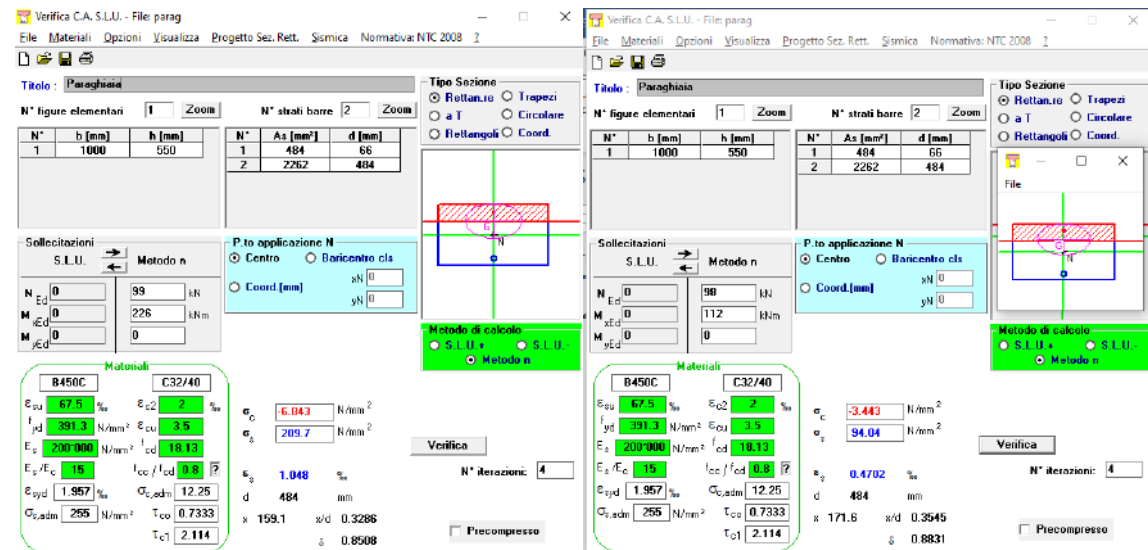 Verifica C.A. S.L.U. - File: parag
File Materiali Opzioni Visualizza Progetto Sez. Rett. Sismica Normativa: NTC 2008 ?
Titolo : Paraghiaia
N° figure elementari 1 Zoom N° strati barre 2 Zoom
N° b [mm] h [mm]
1 1000 550
N° As [mm²] d [mm]
1 484 66
2 2262 484
Tipo Sezione
Rettan.re Trapezi
a T Circolare
Rettangoli Coord.
G
N
Sollecitazioni
S.L.U. Metodo n
N Ed 0 99 kN
M xEd 0 226 kNm
M yEd 0 0
P.to applicazione N
Centro Baricentro cls
Coord.[mm] xN 0
yN 0
Metodo di calcolo
S.L.U.+ S.L.U.-
Metodo n
Materiali
B450C C32/40
εsu 67.5 ‰ εc2 2 ‰
fyd 391.3 N/mm² εcu 3.5
Es 200'000 N/mm² fcd 18.13
Es/Ec 15 fcc/fcd 0.8 ?
εsyd 1.957 ‰ σc,adm 12.25
σs,adm 255 N/mm² τco 0.7333
τc1 2.114
σc -6.843 N/mm²
σs 209.7 N/mm²
εs 1.048 ‰
d 484 mm
x 159.1 x/d 0.3286
δ 0.8508
Verifica
N° iterazioni: 4
Precompresso
Verifica C.A. S.L.U. - File: parag
File Materiali Opzioni Visualizza Progetto Sez. Rett. Sismica Normativa: NTC 2008 ?
Titolo : Paraghiaia
N° figure elementari 1 Zoom N° strati barre 2 Zoom
N° b [mm] h [mm]
1 1000 550
N° As [mm²] d [mm]
1 484 66
2 2262 484
Tipo Sezione
Rettan.re Trapezi
a T Circolare
Rettangoli Coord.
File
G
N
Sollecitazioni
S.L.U. Metodo n
N Ed 0 98 kN
M xEd 0 112 kNm
M yEd 0 0
P.to applicazione N
Centro Baricentro cls
Coord.[mm] xN 0
yN 0
Metodo di calcolo
S.L.U.+ S.L.U.-
Metodo n
Materiali
B450C C32/40
εsu 67.5 ‰ εc2 2 ‰
fyd 391.3 N/mm² εcu 3.5
Es 200'000 N/mm² fcd 18.13
Es/Ec 15 fcc/fcd 0.8 ?
εsyd 1.957 ‰ σc,adm 12.25
σs,adm 255 N/mm² τco 0.7333
τc1 2.114
σc -3.443 N/mm²
σs 94.04 N/mm²
εs 0.4702 ‰
d 484 mm
x 171.6 x/d 0.3545
δ 0.8831
Verifica
N° iterazioni: 4
Precompresso